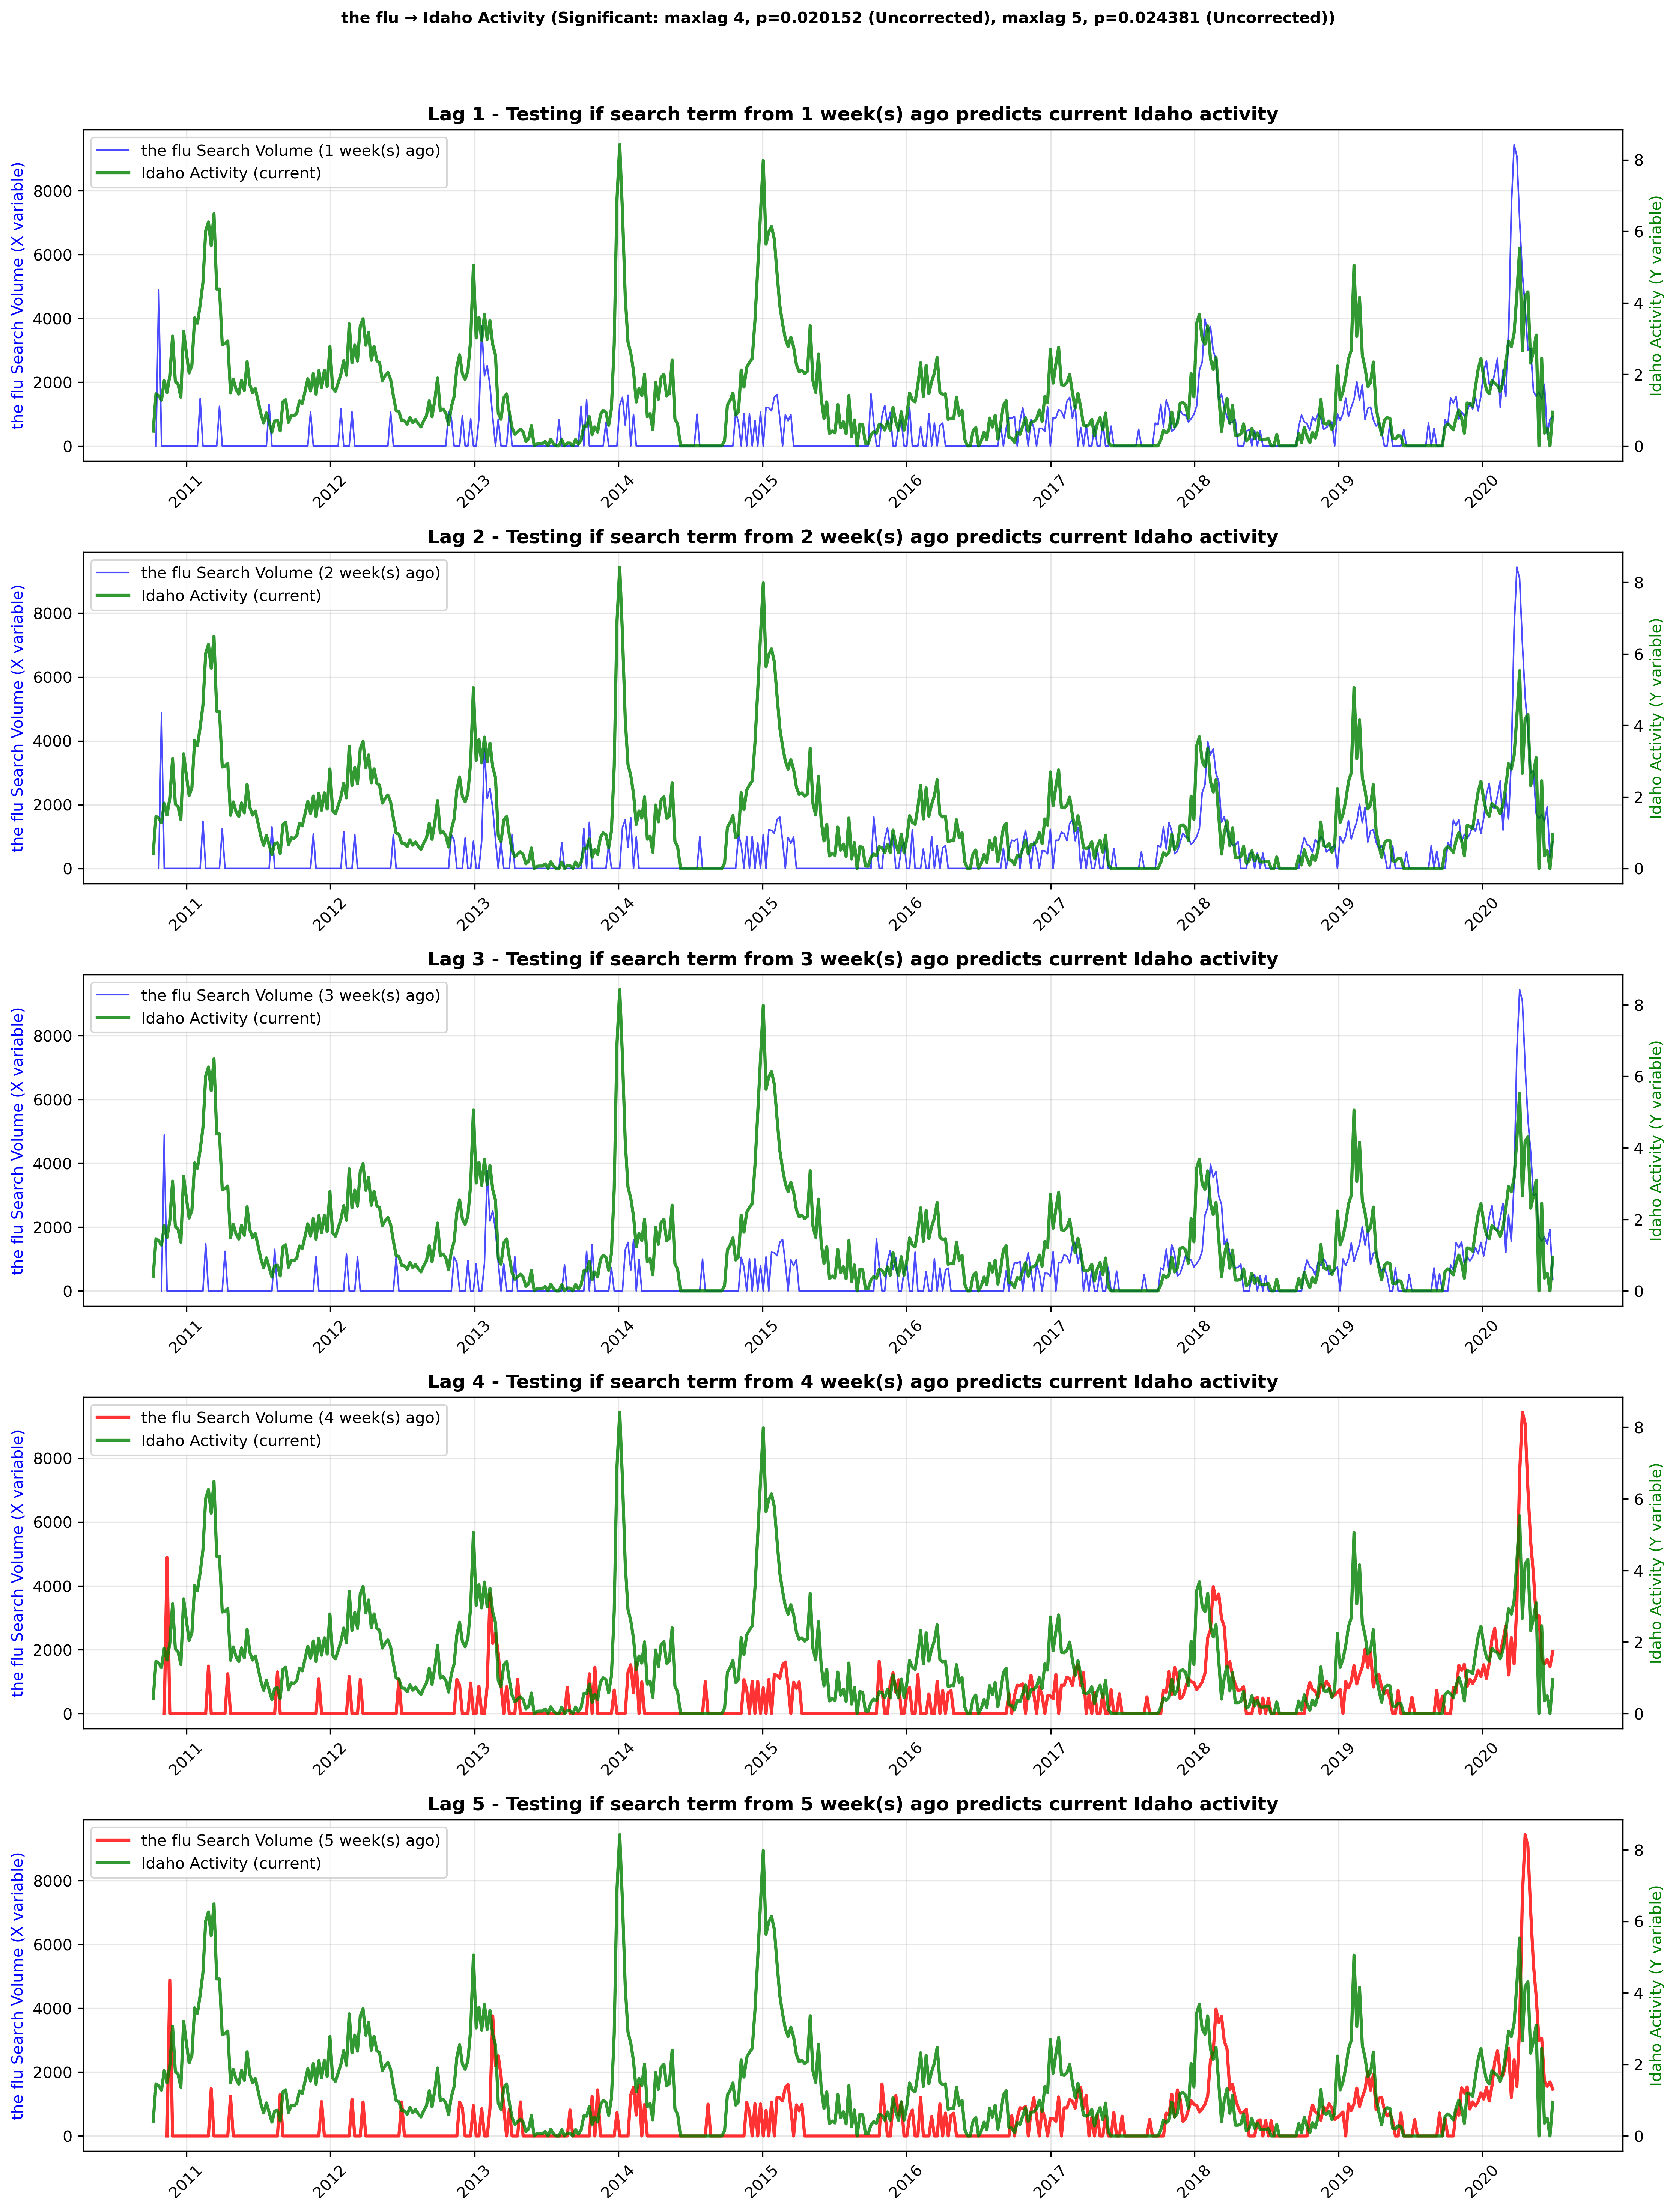 the flu → Idaho Activity (Significant: maxlag 4, p=0.020152 (Uncorrected), maxlag 5, p=0.024381 (Uncorrected))
Lag 1 - Testing if search term from 1 week(s) ago predicts current Idaho activity
the flu Search Volume (1 week(s) ago)
Idaho Activity (current)
the flu Search Volume (X variable)
8000
6000
4000
2000
0
8
6
4
2
0
Idaho Activity (Y variable)
2011 2012 2013 2014 2015 2016 2017 2018 2019 2020
Lag 2 - Testing if search term from 2 week(s) ago predicts current Idaho activity
the flu Search Volume (2 week(s) ago)
Idaho Activity (current)
the flu Search Volume (X variable)
8000
6000
4000
2000
0
8
6
4
2
0
Idaho Activity (Y variable)
2011 2012 2013 2014 2015 2016 2017 2018 2019 2020
Lag 3 - Testing if search term from 3 week(s) ago predicts current Idaho activity
the flu Search Volume (3 week(s) ago)
Idaho Activity (current)
the flu Search Volume (X variable)
8000
6000
4000
2000
0
8
6
4
2
0
Idaho Activity (Y variable)
2011 2012 2013 2014 2015 2016 2017 2018 2019 2020
Lag 4 - Testing if search term from 4 week(s) ago predicts current Idaho activity
the flu Search Volume (4 week(s) ago)
Idaho Activity (current)
the flu Search Volume (X variable)
8000
6000
4000
2000
0
8
6
4
2
0
Idaho Activity (Y variable)
2011 2012 2013 2014 2015 2016 2017 2018 2019 2020
Lag 5 - Testing if search term from 5 week(s) ago predicts current Idaho activity
the flu Search Volume (5 week(s) ago)
Idaho Activity (current)
the flu Search Volume (X variable)
8000
6000
4000
2000
0
8
6
4
2
0
Idaho Activity (Y variable)
2011 2012 2013 2014 2015 2016 2017 2018 2019 2020